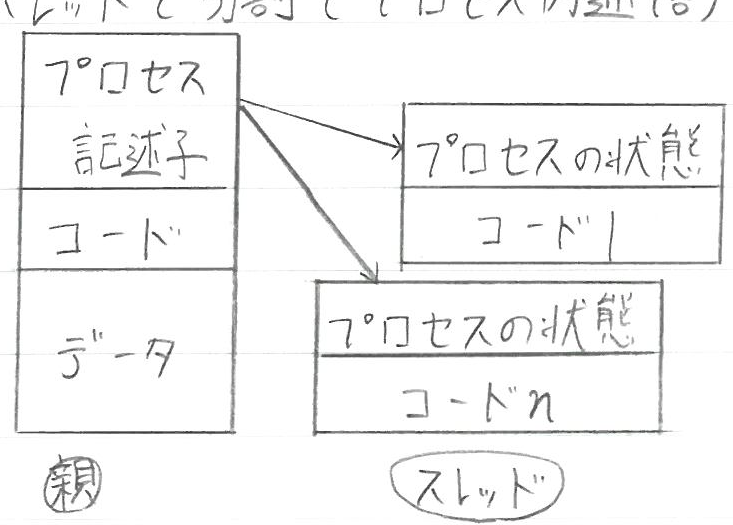 プロセス
記述子
コード
データ
親
プロセスの状態
コード1
プロセスの状態
コードn
スレッド